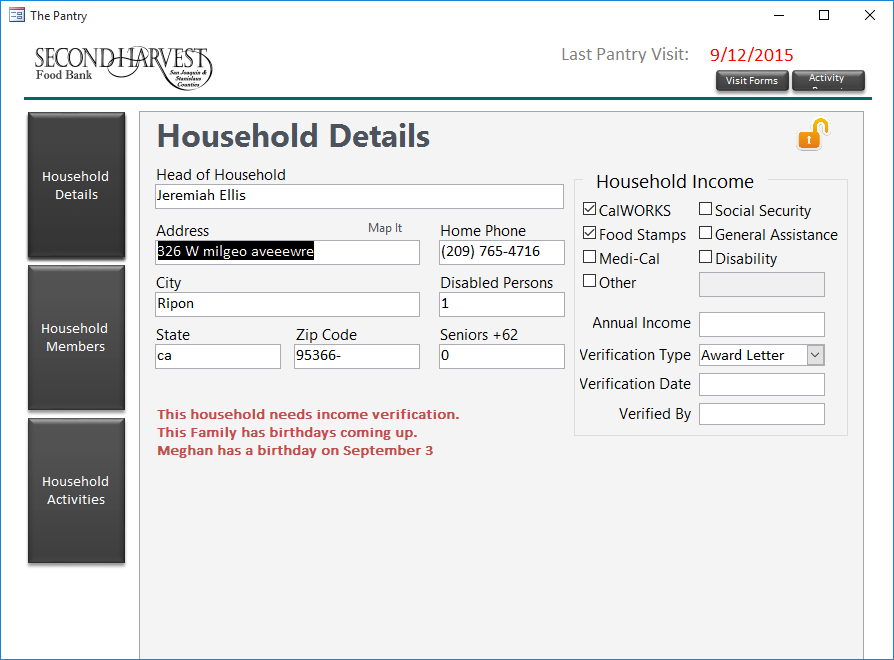 The Pantry
SECOND HARVEST
Food Bank
San Joaquin &
Stanislaus
Counties
Last Pantry Visit: 9/12/2015
Visit Forms
Activity
Household
Details
Household
Members
Household
Activities
Household Details
Head of Household
Jeremiah Ellis
Address
Map It
Home Phone
326 W milgeo aveeewre
(209) 765-4716
City
Disabled Persons
Ripon
1
State
Zip Code
Seniors +62
ca
95366-
0
This household needs income verification.
This Family has birthdays coming up.
Meghan has a birthday on September 3
Household Income
CalWORKS
Social Security
Food Stamps
General Assistance
Medi-Cal
Disability
Other
Annual Income
Verification Type
Award Letter
Verification Date
Verified By